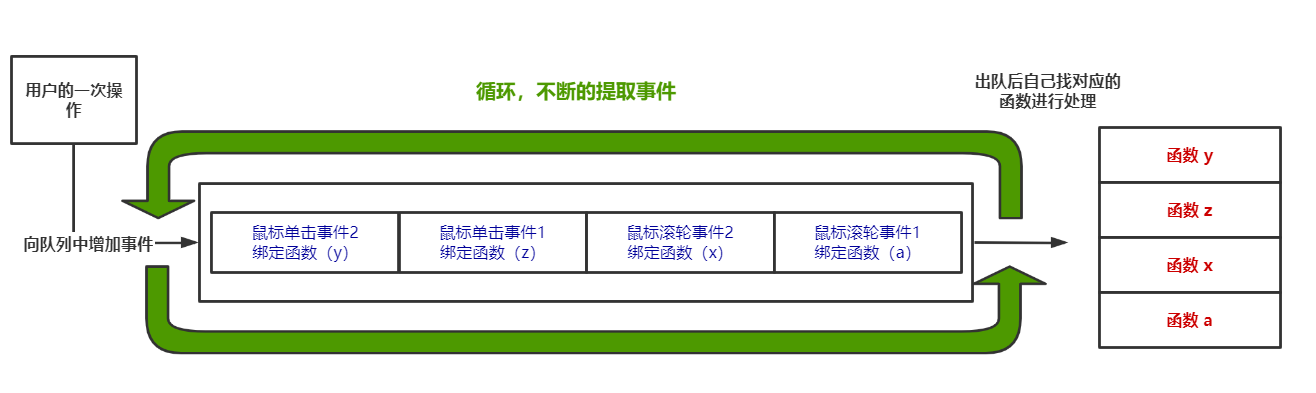 用户的一次操
作
循环，不断的提取事件
出队后自己找对应的
函数进行处理
向队列中增加事件
鼠标单击事件2
绑定函数（y）
鼠标单击事件1
绑定函数（z）
鼠标滚轮事件2
绑定函数（x）
鼠标滚轮事件1
绑定函数（a）
函数 y
函数 z
函数 x
函数 a